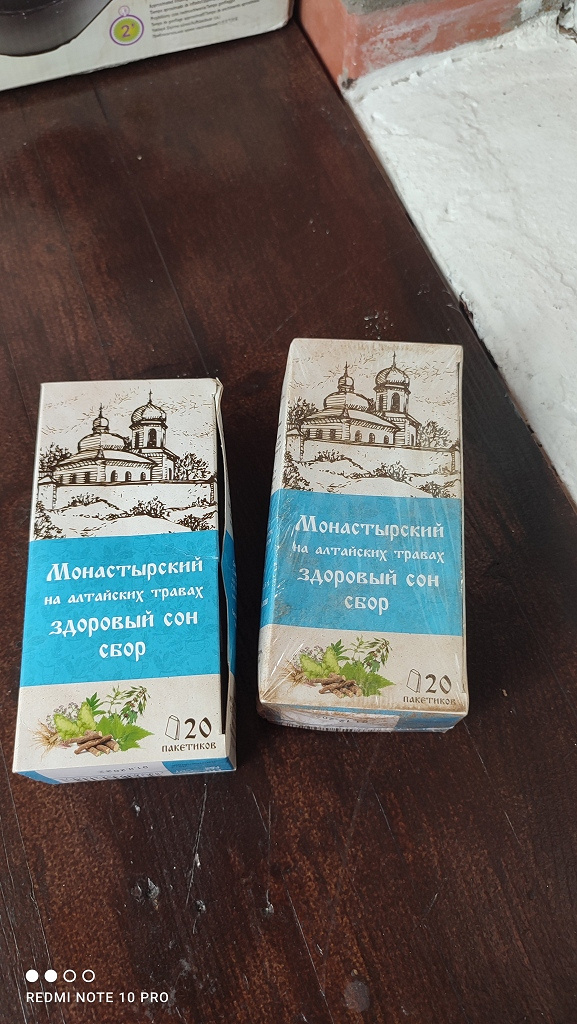 2
Монастырский
на алтайских травах
здоровый сон
сбор
20
пакетиков
Монастырский
на алтайских травах
здоровый сон
сбор
20
пакетиков
REDMI NOTE 10 PRO